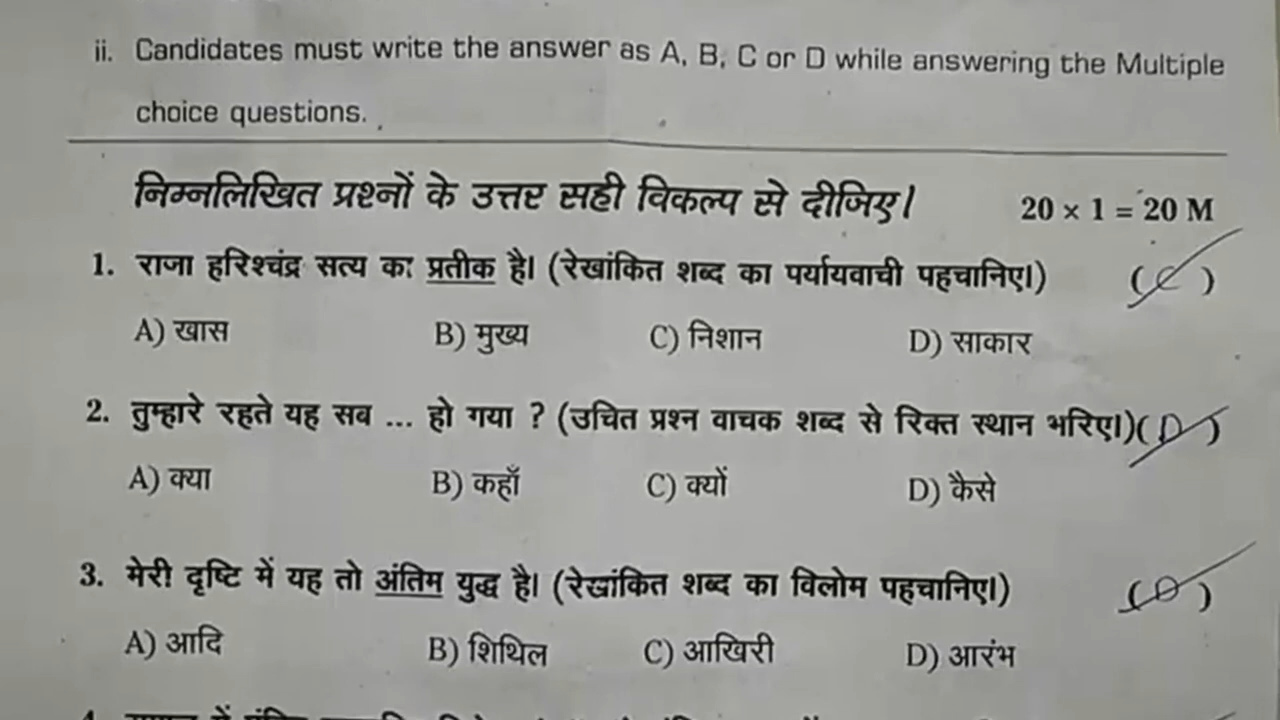 ii. Candidates must write the answer as A, B, C or D while answering the Multiple
choice questions.
निम्नलिखित प्रश्नों के उत्तर सही विकल्प से दीजिए। 20 × 1 = 20 M
1. राजा हरिश्चंद्र सत्य का प्रतीक है। (रेखांकित शब्द का पर्यायवाची पहचानिए।) (C)
A) खास B) मुख्य C) निशान D) साकार
2. तुम्हारे रहते यह सब ... हो गया ? (उचित प्रश्न वाचक शब्द से रिक्त स्थान भरिए।)(D)
A) क्या B) कहाँ C) क्यों D) कैसे
3. मेरी दृष्टि में यह तो अंतिम युद्ध है। (रेखांकित शब्द का विलोम पहचानिए।) (D)
A) आदि B) शिथिल C) आखिरी D) आरंभ
4.